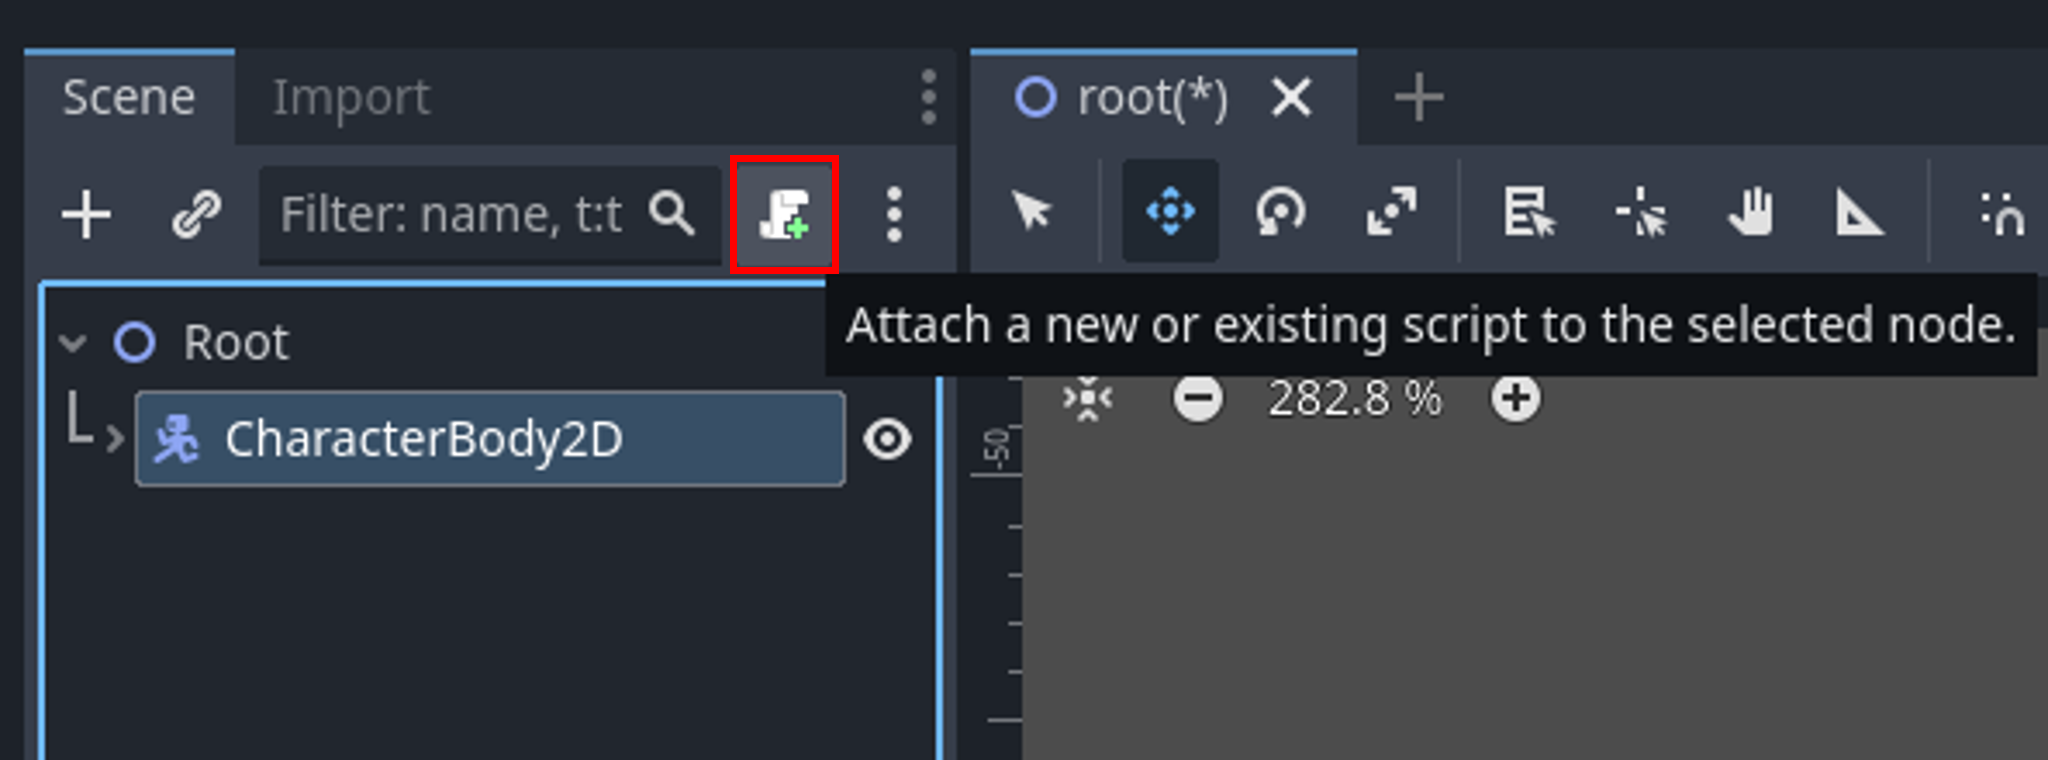 Scene Import
root(*)
Filter: name, t:t
Root
Attach a new or existing script to the selected node.
CharacterBody2D
282.8 %
-50